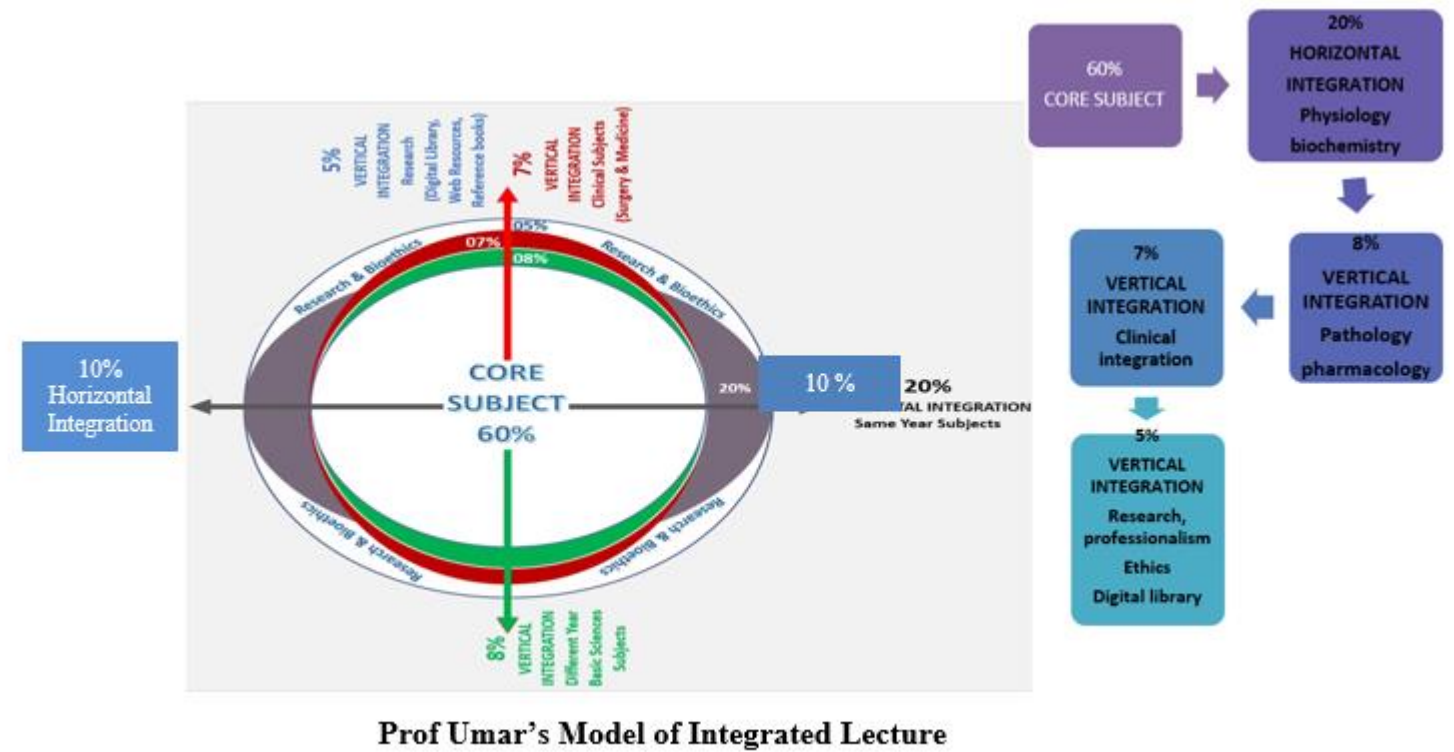 5%
VERTICAL
INTEGRATION
Research
(Digital Library,
Web Resources,
Reference books)
7%
VERTICAL
INTEGRATION
Clinical Subjects
(Surgery & Medicine)
05%
07%
08%
Research & Bioethics
Research & Bioethics
10%
Horizontal
Integration
CORE
SUBJECT
60%
20%
10 %
20%
TAL INTEGRATION
Same Year Subjects
Research & Bioethics
Research & Bioethics
8%
VERTICAL
INTEGRATION
Different Year
Basic Sciences
Subjects
60%
CORE SUBJECT
20%
HORIZONTAL
INTEGRATION
Physiology
biochemistry
8%
VERTICAL
INTEGRATION
Pathology
pharmacology
7%
VERTICAL
INTEGRATION
Clinical
integration
5%
VERTICAL
INTEGRATION
Research,
professionalism
Ethics
Digital library
Prof Umar's Model of Integrated Lecture